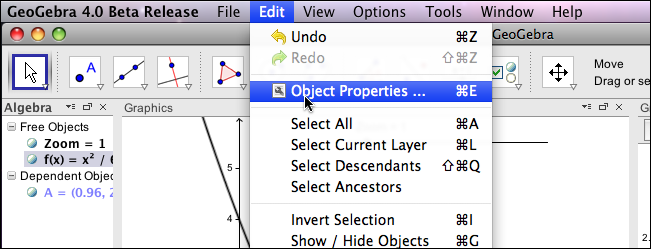 GeoGebra 4.0 Beta Release File Edit View Options Tools Window Help
GeoGebra
Undo ⌘Z
Redo ⇧⌘Z
Object Properties ... ⌘E
Select All ⌘A
Select Current Layer ⌘L
Select Descendants ⇧⌘Q
Select Ancestors
Invert Selection ⌘I
Show / Hide Objects ⌘G
A
Move
Drag or se
Algebra
Free Objects
Zoom = 1
f(x) = x² / 6
Dependent Objec
A = (0.96, 2
Graphics
5
4
G
2.